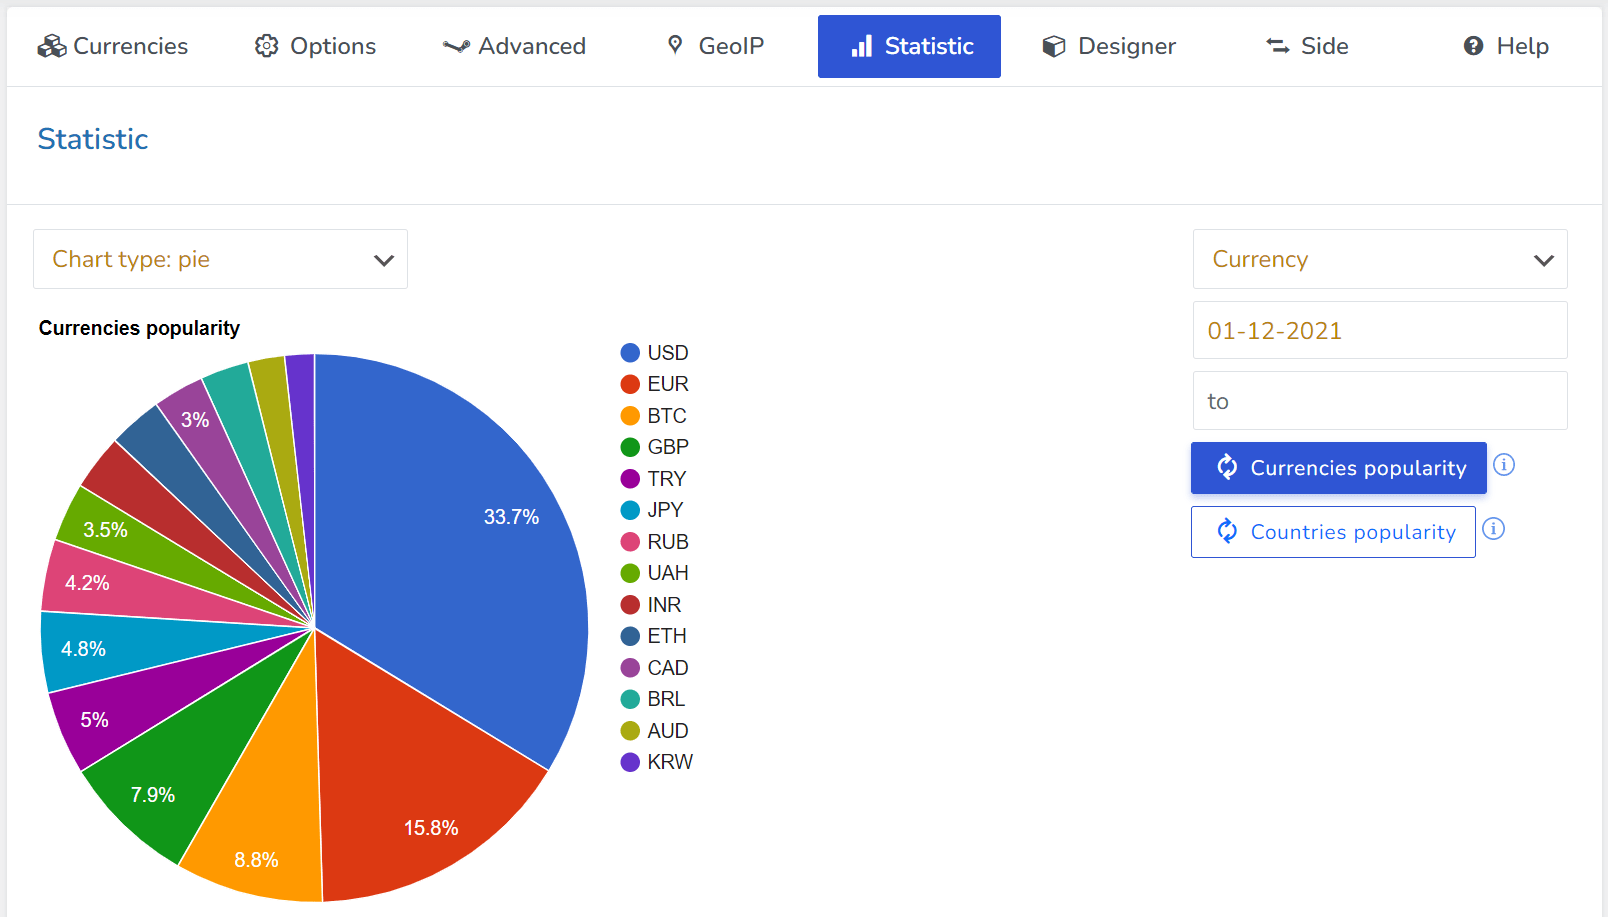 Currencies Options Advanced GeoIP Statistic Designer Side Help
Statistic
Chart type: pie
Currency
01-12-2021
to
Currencies popularity
Countries popularity
Currencies popularity
USD
EUR
BTC
GBP
TRY
JPY
RUB
UAH
INR
ETH
CAD
BRL
AUD
KRW
3%
33.7%
3.5%
4.2%
4.8%
5%
7.9%
15.8%
8.8%